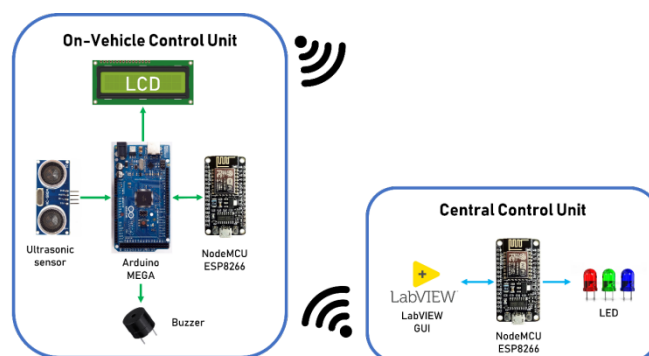 On-Vehicle Control Unit
LCD
Ultrasonic
sensor
Arduino
MEGA
NodeMCU
ESP8266
Buzzer
Central Control Unit
LabVIEW
LabVIEW
GUI
NodeMCU
ESP8266
LED